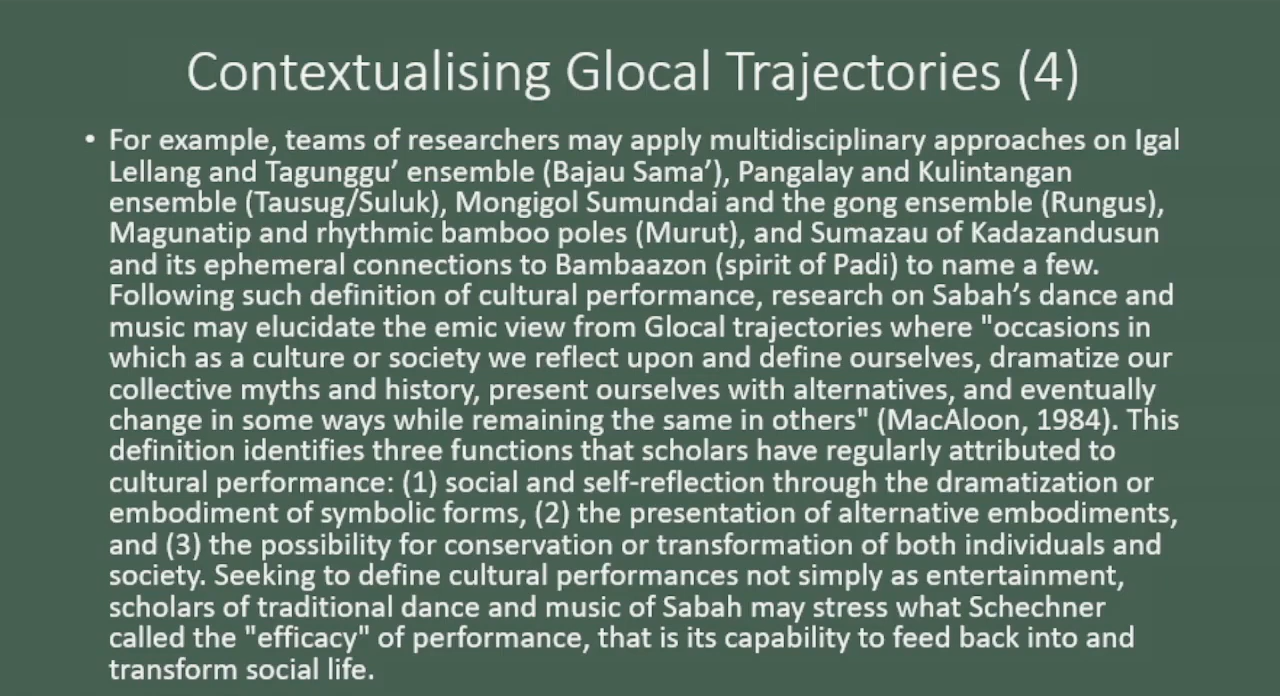 Contextualising Glocal Trajectories (4)
• For example, teams of researchers may apply multidisciplinary approaches on Igal
Lellang and Tagunggu’ ensemble (Bajau Sama’), Pangalay and Kulintangan
ensemble (Tausug/Suluk), Mongigol Sumundai and the gong ensemble (Rungus),
Magunatip and rhythmic bamboo poles (Murut), and Sumazau of Kadazandusun
and its ephemeral connections to Bambaazon (spirit of Padi) to name a few.
Following such definition of cultural performance, research on Sabah’s dance and
music may elucidate the emic view from Glocal trajectories where "occasions in
which as a culture or society we reflect upon and define ourselves, dramatize our
collective myths and history, present ourselves with alternatives, and eventually
change in some ways while remaining the same in others" (MacAloon, 1984). This
definition identifies three functions that scholars have regularly attributed to
cultural performance: (1) social and self-reflection through the dramatization or
embodiment of symbolic forms, (2) the presentation of alternative embodiments,
and (3) the possibility for conservation or transformation of both individuals and
society. Seeking to define cultural performances not simply as entertainment,
scholars of traditional dance and music of Sabah may stress what Schechner
called the "efficacy" of performance, that is its capability to feed back into and
transform social life.